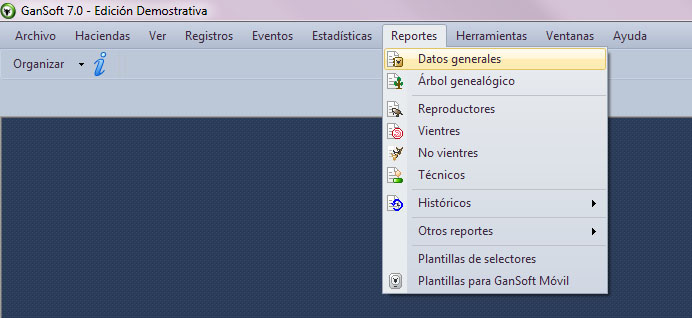 GanSoft 7.0 - Edición Demostrativa
Archivo Haciendas Ver Registros Eventos Estadísticas Reportes Herramientas Ventanas Ayuda
Organizar
Datos generales
Árbol genealógico
Reproductores
Vientres
No vientres
Técnicos
Históricos
Otros reportes
Plantillas de selectores
Plantillas para GanSoft Móvil